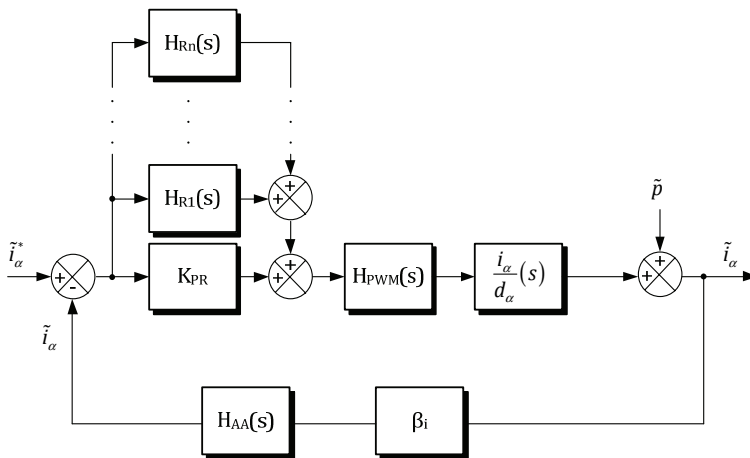 H_Rn(s)
H_R1(s)
+
+
p̃
ĩ*_α
+
-
K_PR
+
+
H_PWM(s)
i_α
d_α
(s)
+
+
ĩ_α
ĩ_α
H_AA(s)
β_i